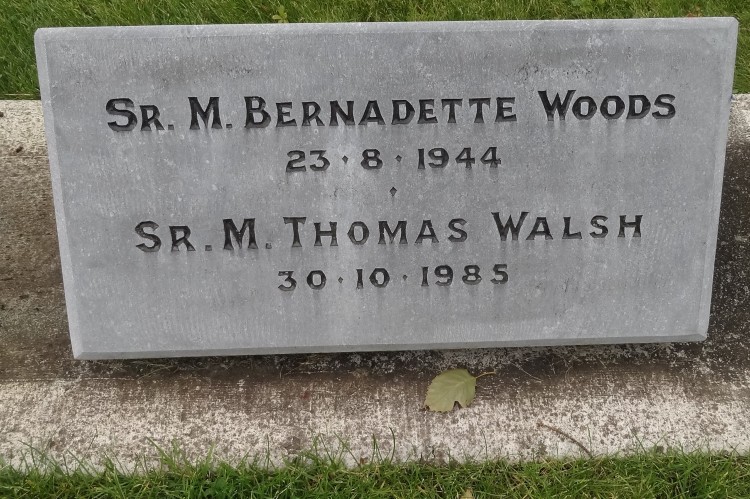 SR. M. BERNADETTE WOODS
23 · 8 · 1944
SR. M. THOMAS WALSH
30 · 10 · 1985